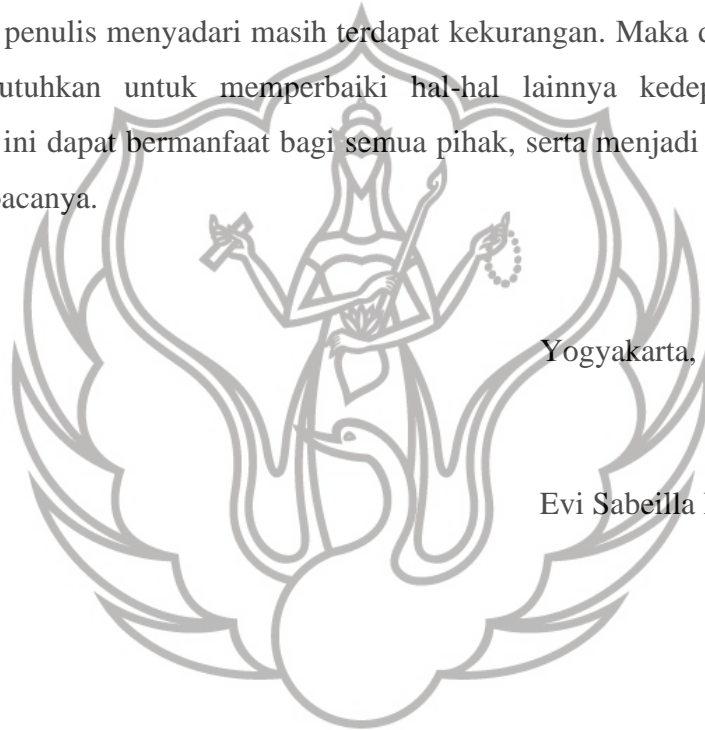 penulis menyadari masih terdapat kekurangan. Maka
utuhkan untuk memperbaiki hal-hal lainnya kedep
ini dapat bermanfaat bagi semua pihak, serta menjadi
pacanya.
Yogyakarta,
Evi Sabeilla